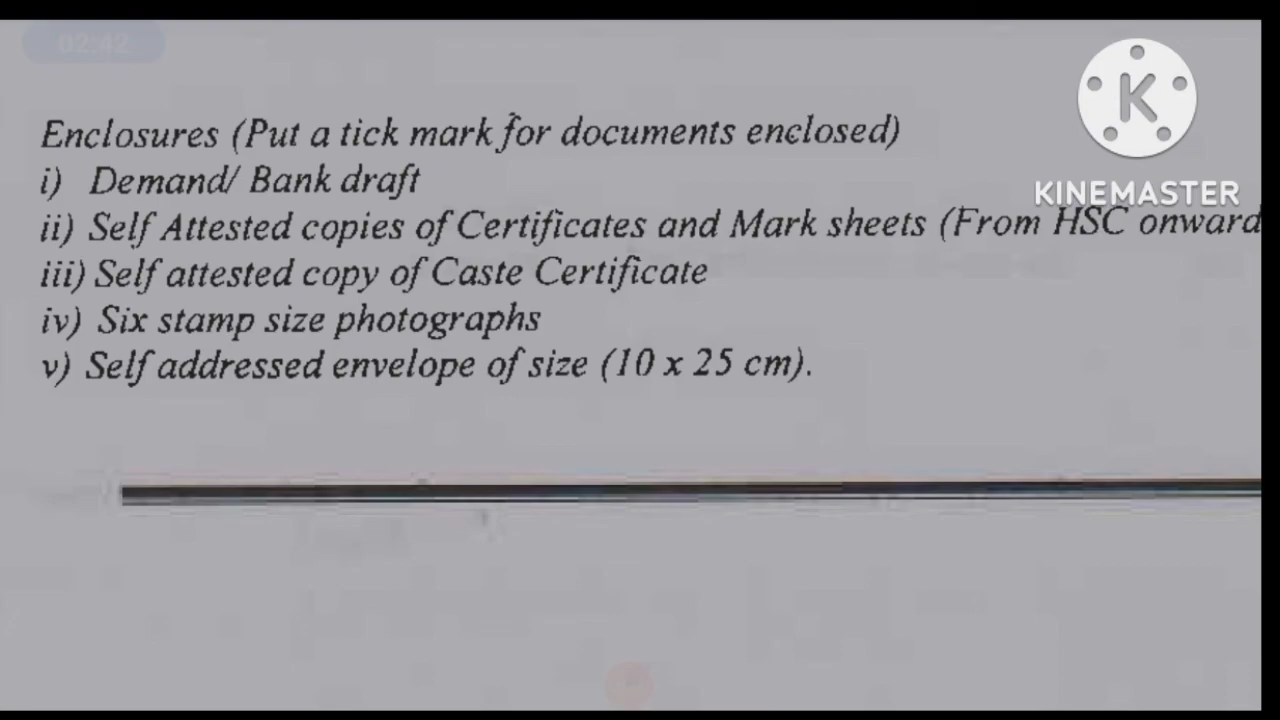 02:42
Enclosures (Put a tick mark for documents enclosed)
i) Demand/ Bank draft
ii) Self Attested copies of Certificates and Mark sheets (From HSC onward
iii) Self attested copy of Caste Certificate
iv) Six stamp size photographs
v) Self addressed envelope of size (10 x 25 cm).
K
KINEMASTER